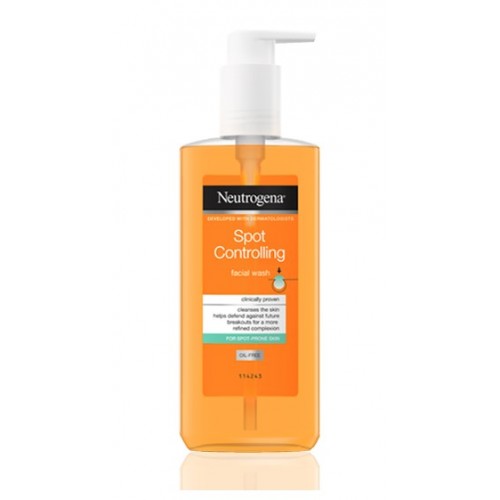 Neutrogena®
DEVELOPED WITH DERMATOLOGISTS
Spot
Controlling
facial wash
clinically proven
cleanses the skin
helps defend against future
breakouts for a more
refined complexion
FOR SPOT-PRONE SKIN
OIL-FREE
114245